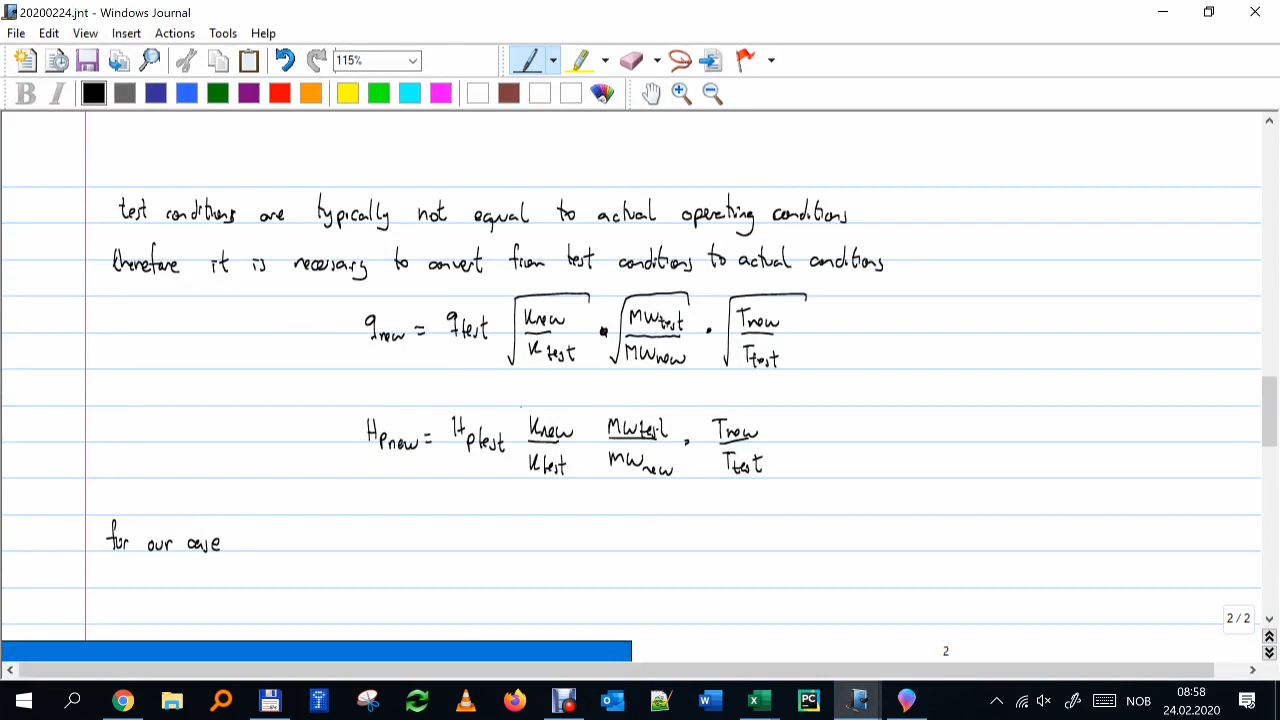 20200224.jnt - Windows Journal
File Edit View Insert Actions Tools Help
115%
B I
test conditions are typically not equal to actual operating conditions
therefore it is necessary to convert from test conditions to actual conditions
q_new = q_test √(K_new / K_test) • √(MW_test / MW_new) • √(T_new / T_test)
H_pnew = H_ptest K_new / K_test MW_test / MW_new • T_new / T_test
for our case
2 / 2
2
NOB
08:58
24.02.2020